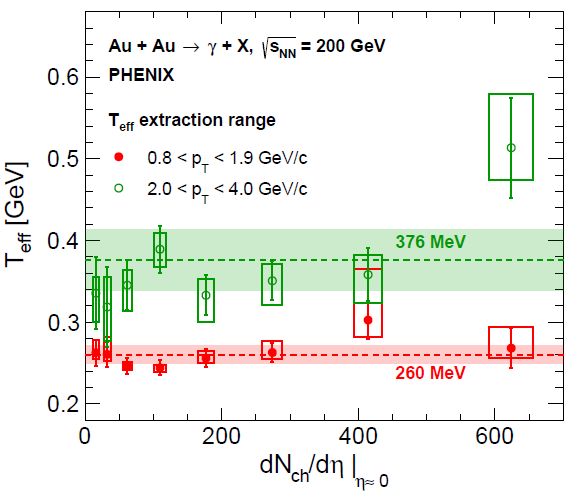 Au + Au → γ + X, √sNN = 200 GeV
PHENIX
Teff extraction range
0.8 < pT < 1.9 GeV/c
2.0 < pT < 4.0 GeV/c
376 MeV
260 MeV
Teff [GeV]
0.6
0.5
0.4
0.3
0.2
0 200 400 600
dNch/dη |η≈ 0